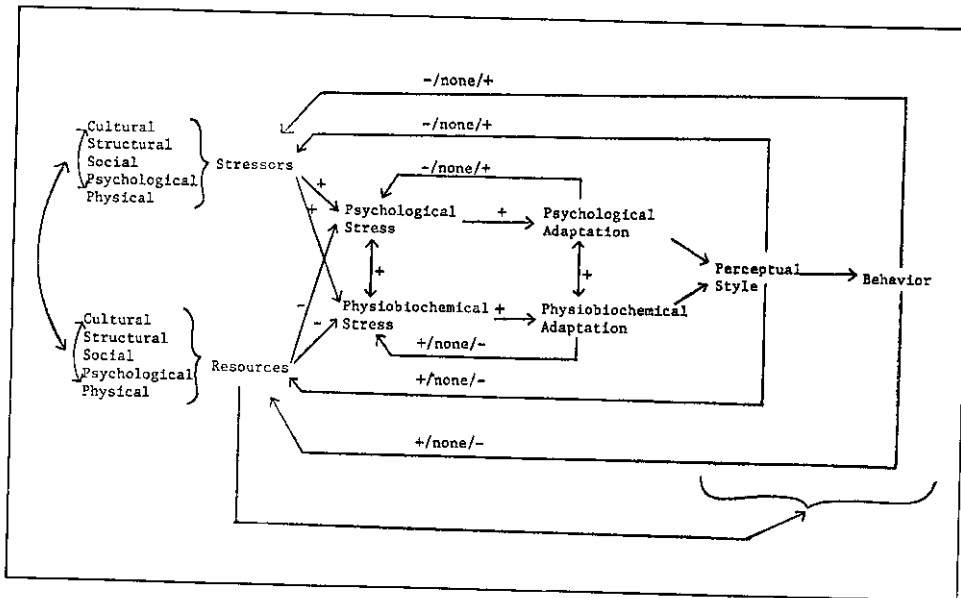 -/none/+
-/none/+
Cultural
Structural
Social
Psychological
Physical
Stressors
-/none/+
+
+
Psychological
Stress
+
Psychological
Adaptation
+
+
Perceptual
Style
Behavior
-
-
Physiobiochemical
Stress
+
Physiobiochemical
Adaptation
Cultural
Structural
Social
Psychological
Physical
Resources
+/none/-
+/none/-
+/none/-